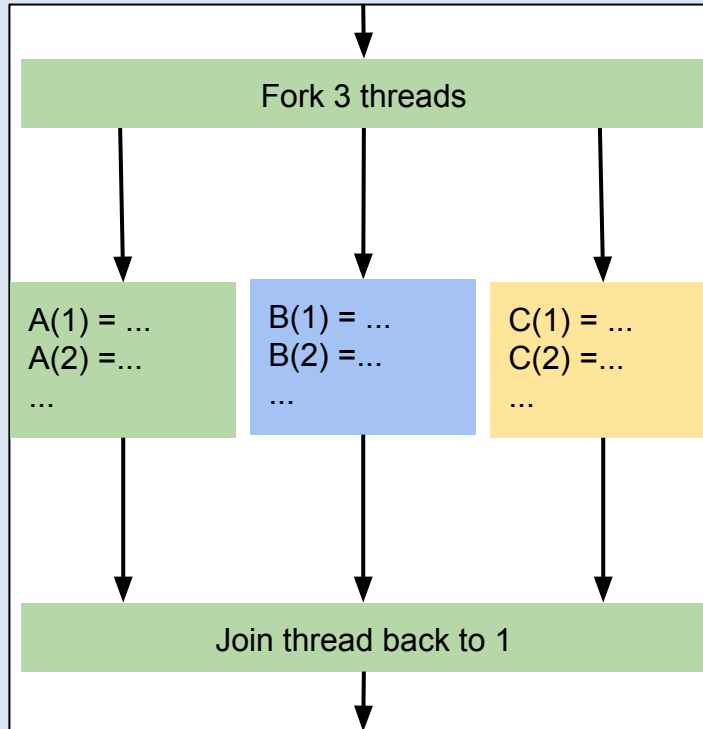 Fork 3 threads
A(1) = ...
A(2) =...
...
B(1) = ...
B(2) =...
...
C(1) = ...
C(2) =...
...
Join thread back to 1